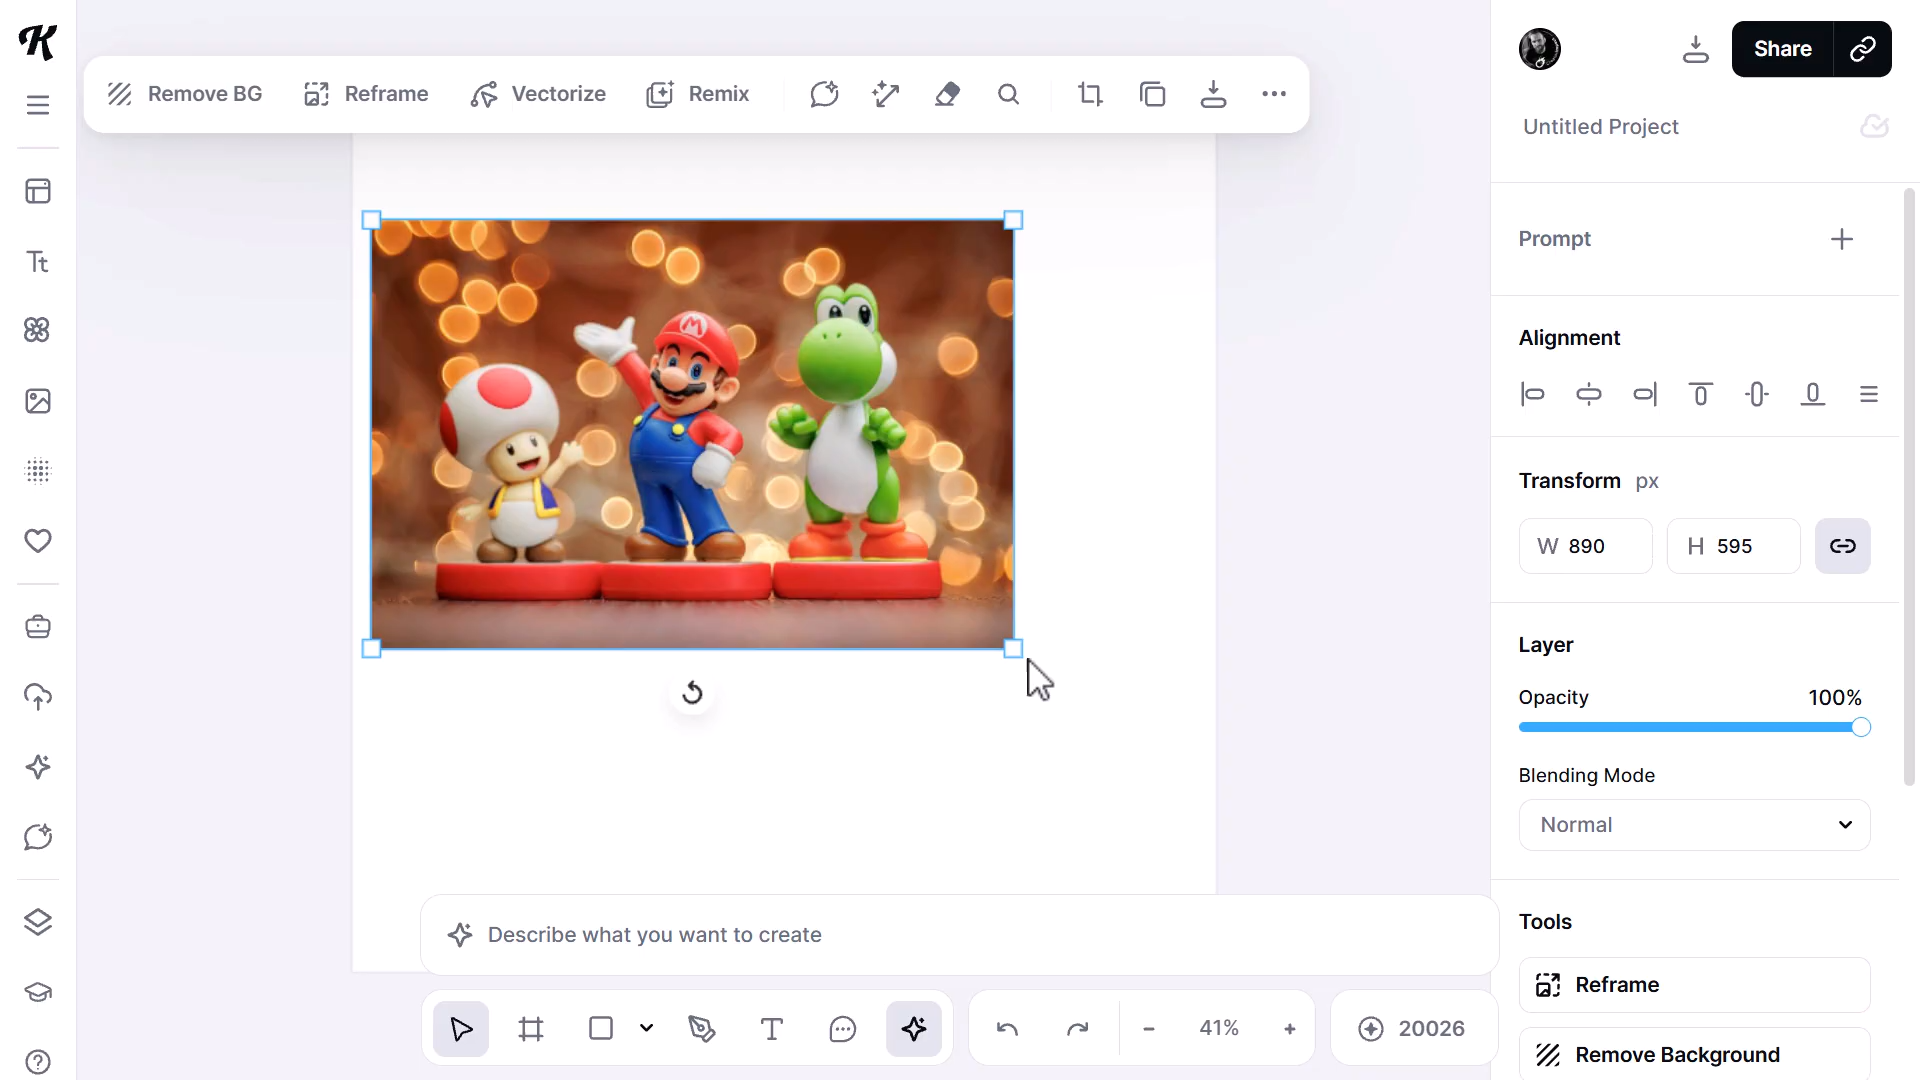 K
Remove BG
Reframe
Vectorize
Remix
Share
Untitled Project
Prompt
Alignment
Transform px
W 890
H 595
Layer
Opacity 100%
Blending Mode
Normal
Tools
Reframe
Remove Background
Tt
M
Describe what you want to create
T
41%
20026